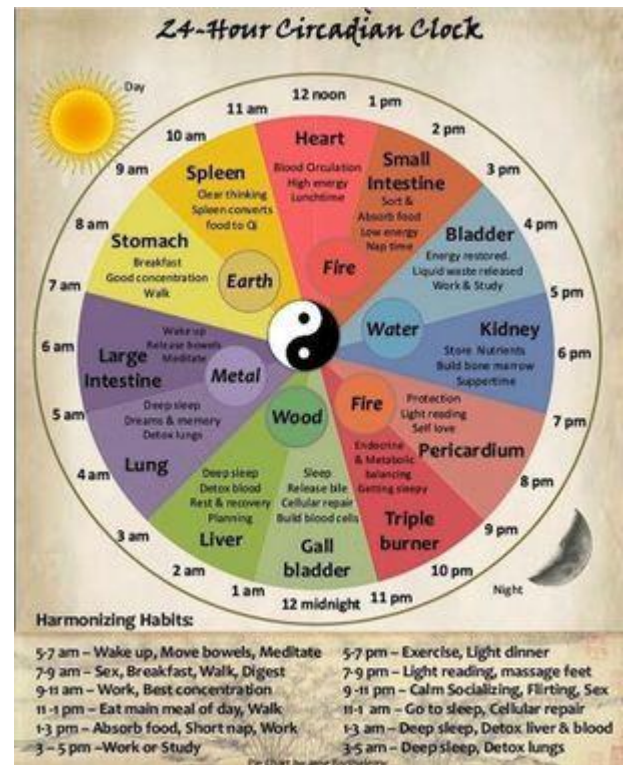 24-Hour Circadian Clock
Day
12 noon
1 pm
2 pm
3 pm
4 pm
5 pm
6 pm
7 pm
8 pm
9 pm
10 pm
11 pm
12 midnight
1 am
2 am
3 am
4 am
5 am
6 am
7 am
8 am
9 am
10 am
11 am
Heart
Blood Circulation
High energy
Lunchtime
Small
Intestine
Sort &
Absorb food
Low energy
Nap time
Fire
Bladder
Energy restored.
Liquid waste released
Work & Study
Kidney
Store Nutrients
Build bone marrow
Suppertime
Water
Protection
Light reading
Self love
Pericardium
Fire
Endocrine
& Metabolic
balancing
Getting sleepy
Triple
burner
Sleep
Release bile
Cellular repair
Build blood cells
Gall
bladder
Wood
Deep sleep
Detox blood
Rest & recovery
Planning
Liver
Deep sleep
Dreams & memory
Detox lungs
Lung
Metal
Wake up
Release bowels
Meditate
Large
Intestine
Stomach
Breakfast
Good concentration
Walk
Earth
Spleen
Clear thinking
Spleen converts
food to Qi
Night
Harmonizing Habits:
5-7 am – Wake up, Move bowels, Meditate
7-9 am – Sex, Breakfast, Walk, Digest
9-11 am – Work, Best concentration
11-1 pm – Eat main meal of day, Walk
1-3 pm – Absorb food, Short nap, Work
3 – 5 pm –Work or Study
5-7 pm – Exercise, Light dinner
7-9 pm – Light reading, massage feet
9 -11 pm – Calm Socializing, Flirting, Sex
11-1 am – Go to sleep, Cellular repair
1-3 am – Deep sleep, Detox liver & blood
3-5 am – Deep sleep, Detox lungs